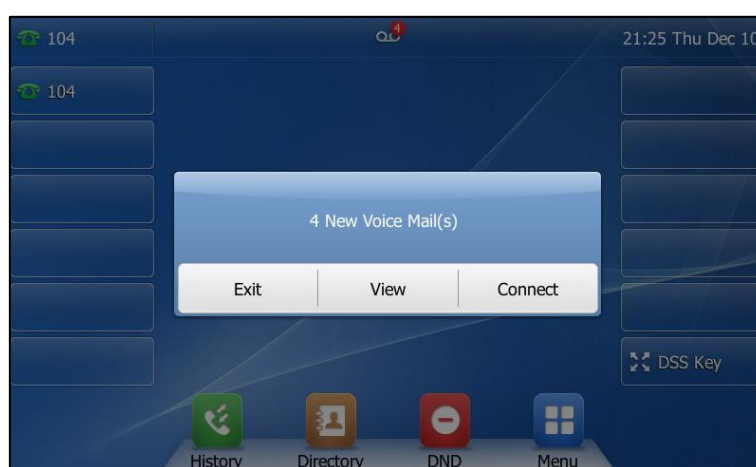 104
4
21:25 Thu Dec 10
104
4 New Voice Mail(s)
Exit
View
Connect
DSS Key
History
Directory
DND
Menu